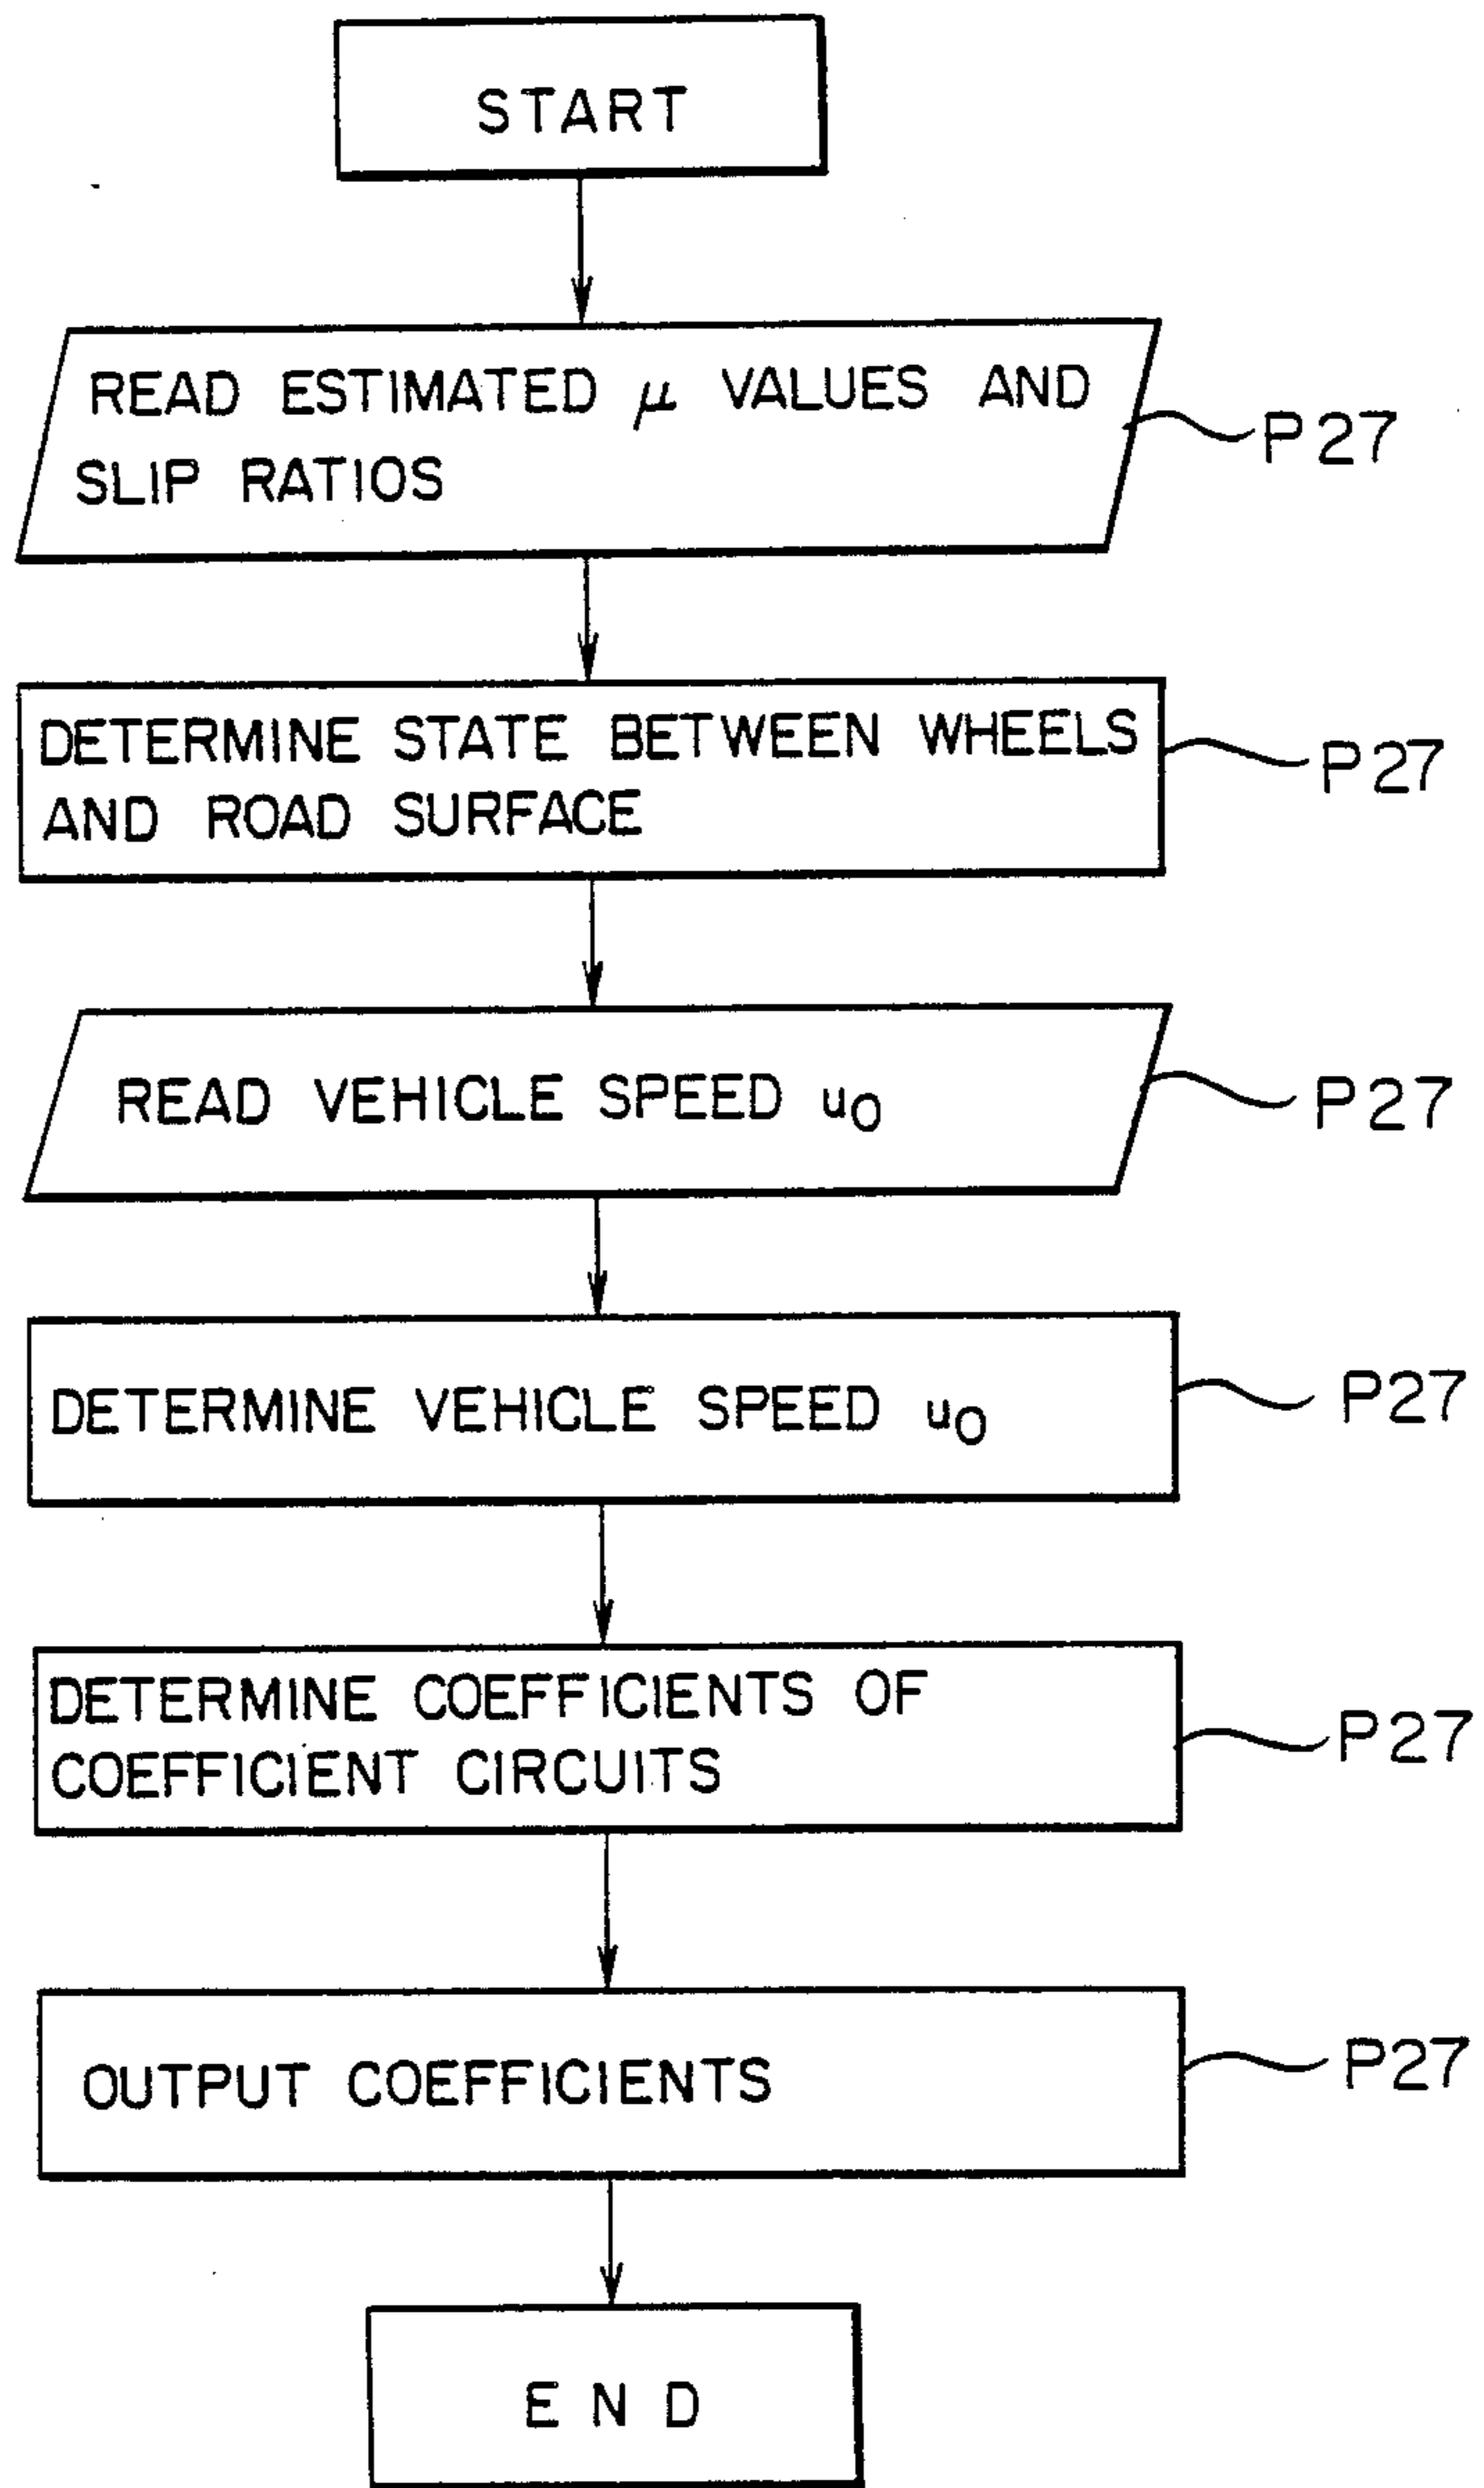 START
READ ESTIMATED μ VALUES AND
SLIP RATIOS
P27
DETERMINE STATE BETWEEN WHEELS
AND ROAD SURFACE
P27
READ VEHICLE SPEED u0
P27
DETERMINE VEHICLE SPEED u0
P27
DETERMINE COEFFICIENTS OF
COEFFICIENT CIRCUITS
P27
OUTPUT COEFFICIENTS
P27
END